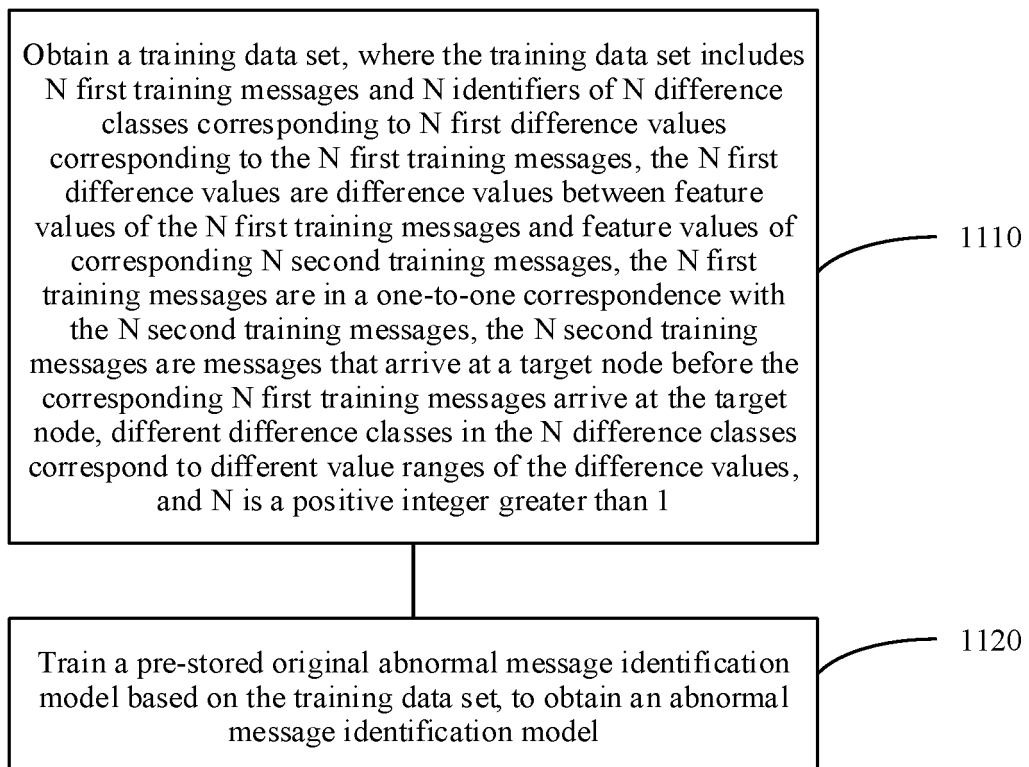 Obtain a training data set, where the training data set includes
N first training messages and N identifiers of N difference
classes corresponding to N first difference values
corresponding to the N first training messages, the N first
difference values are difference values between feature
values of the N first training messages and feature values of
corresponding N second training messages, the N first
training messages are in a one-to-one correspondence with
the N second training messages, the N second training
messages are messages that arrive at a target node before the
corresponding N first training messages arrive at the target
node, different difference classes in the N difference classes
correspond to different value ranges of the difference values,
and N is a positive integer greater than 1
1110
Train a pre-stored original abnormal message identification
model based on the training data set, to obtain an abnormal
message identification model
1120